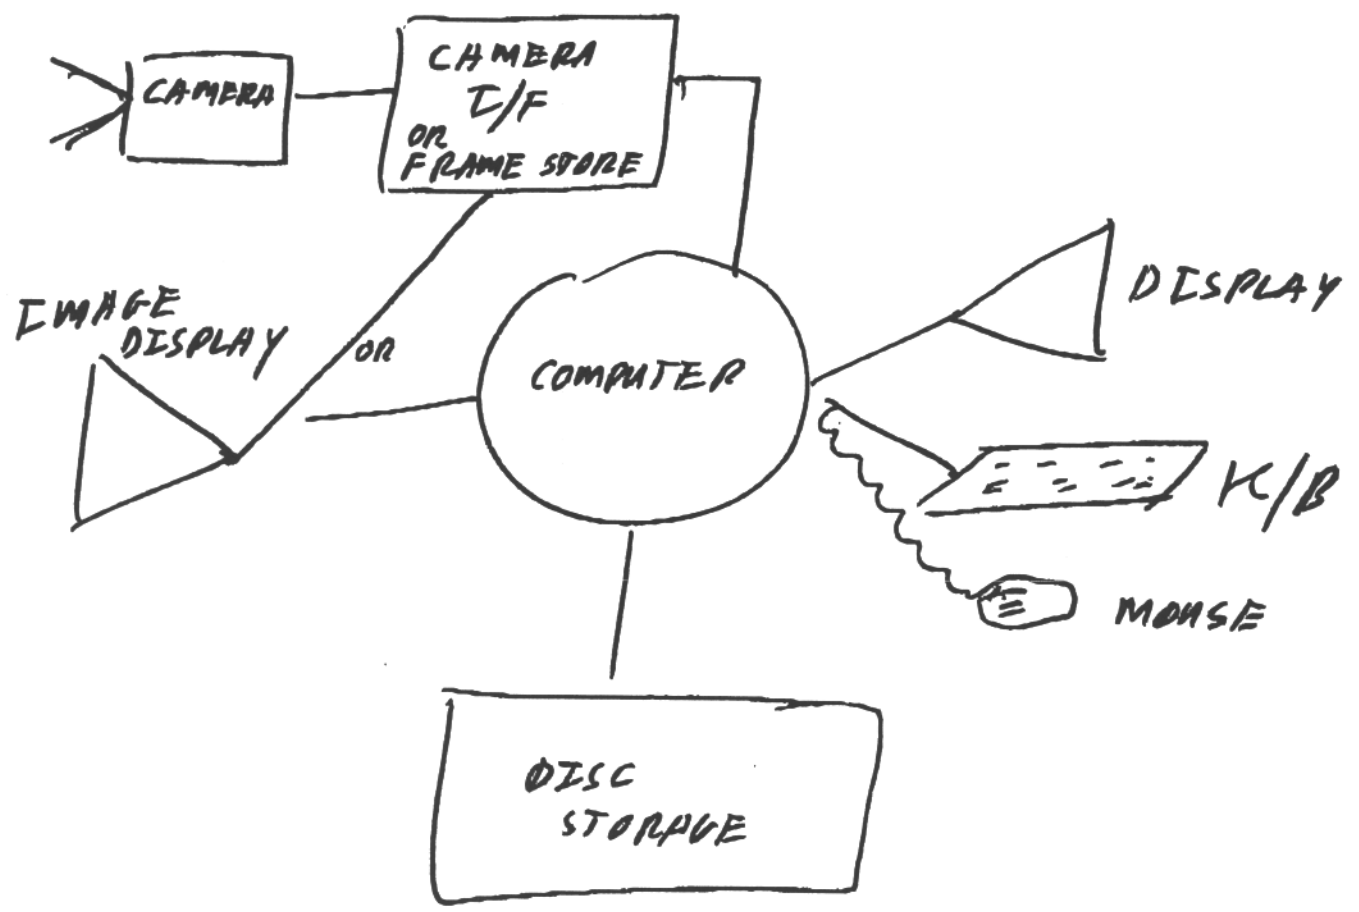 CAMERA
CAMERA
I/F
OR
FRAME STORE
IMAGE
DISPLAY
OR
COMPUTER
DISPLAY
K/B
MOUSE
DISC
STORAGE